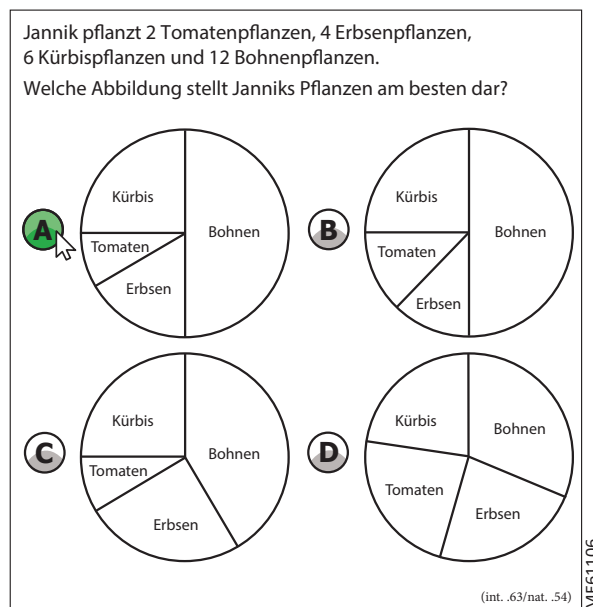 Jannik pflanzt 2 Tomatenpflanzen, 4 Erbsenpflanzen,
6 Kürbispflanzen und 12 Bohnenpflanzen.
Welche Abbildung stellt Janniks Pflanzen am besten dar?
A
Kürbis
Bohnen
Tomaten
Erbsen
B
Kürbis
Bohnen
Tomaten
Erbsen
C
Kürbis
Bohnen
Tomaten
Erbsen
D
Kürbis
Bohnen
Tomaten
Erbsen
(int. .63/nat. .54)
ME61106